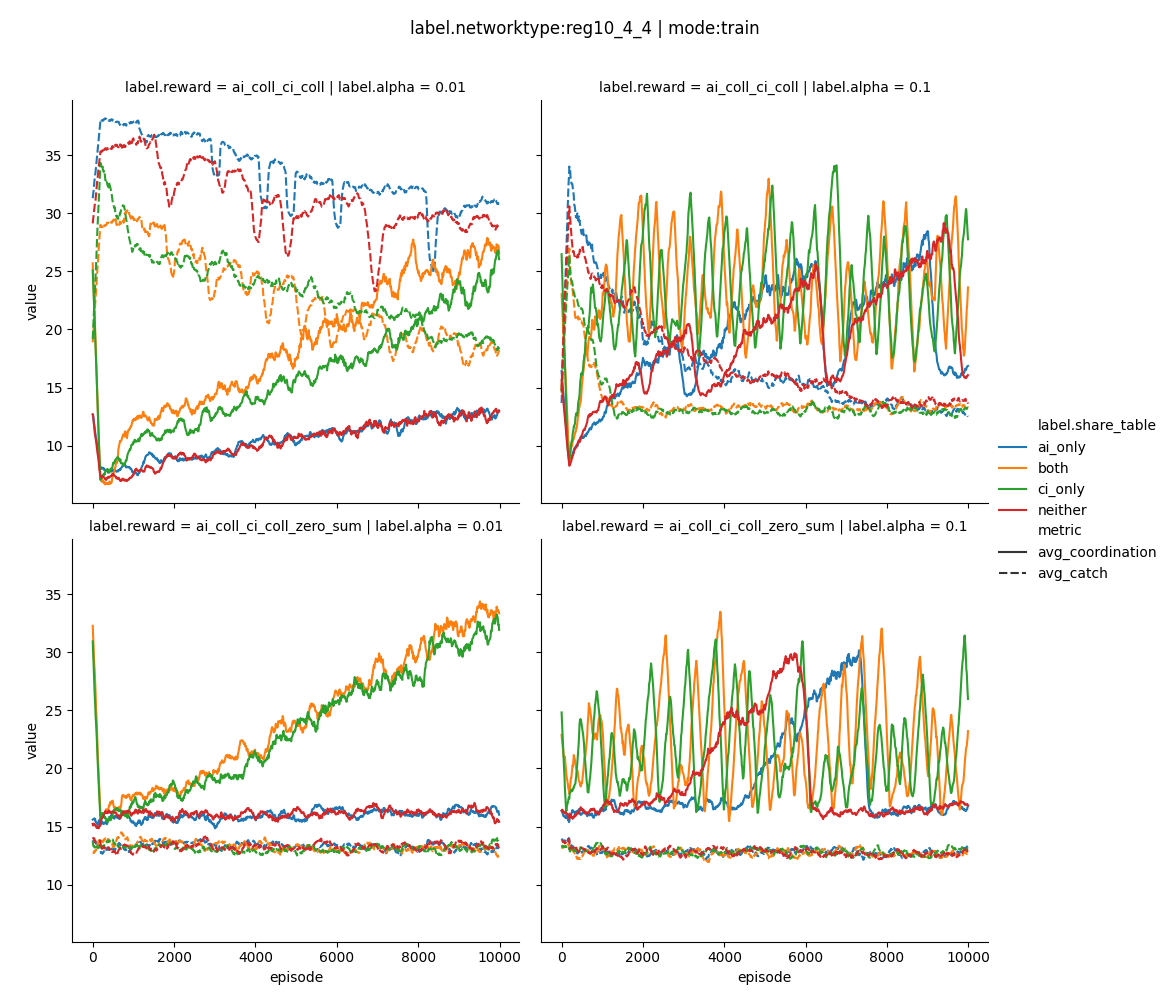 label.networktype:reg10_4_4 | mode:train
label.reward = ai_coll_ci_coll | label.alpha = 0.01
label.reward = ai_coll_ci_coll | label.alpha = 0.1
35
30
25
20
15
10
value
label.share_table
ai_only
both
ci_only
neither
metric
avg_coordination
avg_catch
label.reward = ai_coll_ci_coll_zero_sum | label.alpha = 0.01
label.reward = ai_coll_ci_coll_zero_sum | label.alpha = 0.1
35
30
25
20
15
10
value
0 2000 4000 6000 8000 10000
episode
0 2000 4000 6000 8000 10000
episode